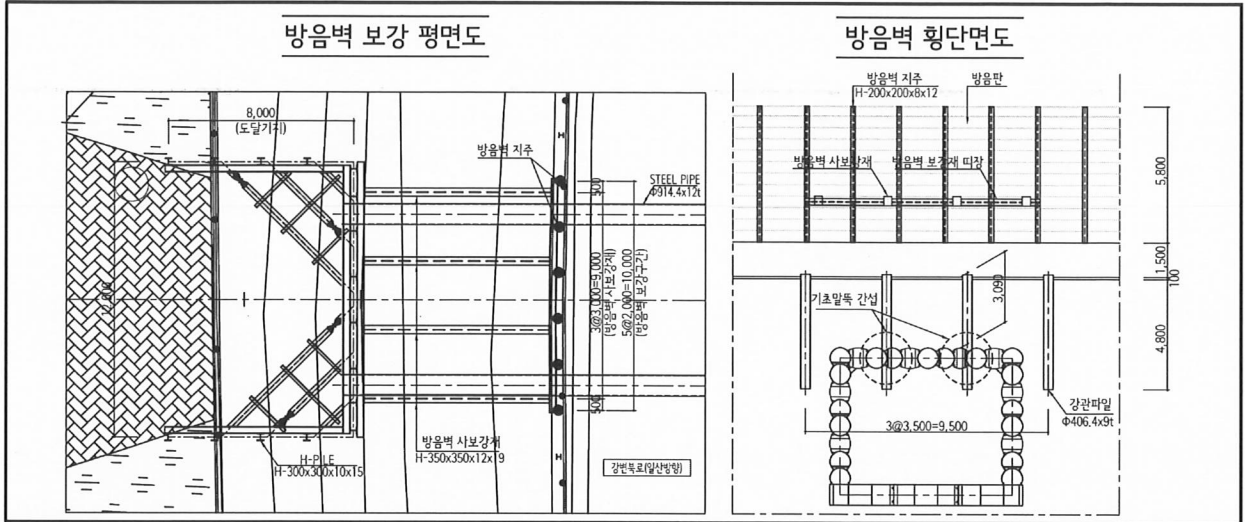 방음벽 보강 평면도
8,000
(도달기지)
12,000
방음벽 지주
STEEL PIPE
Φ914.4x12t
500
3@3,000=9,000
(방음벽 사보강재)
5@2,000=10,000
(방음벽 보강구간)
500
H
H
방음벽 사보강재
H-350x350x12x19
H-PILE
H-300x300x10x15
강변북로(일산방향)
방음벽 횡단면도
방음벽 지주
H-200x200x8x12
방음판
방음벽 사보강재
방음벽 보강재 띠장
5,800
1,500
100
4,800
3,090
기초말뚝 간섭
강관파일
Φ406.4x9t
3@3,500=9,500